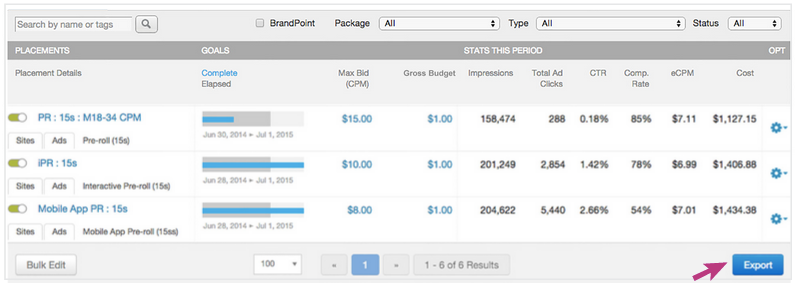 Search by name or tags BrandPoint Package All Type All Status All
PLACEMENTS GOALS STATS THIS PERIOD OPT
Placement Details Complete Elapsed Max Bid (CPM) Gross Budget Impressions Total Ad Clicks CTR Comp. Rate eCPM Cost
PR : 15s : M18-34 CPM $15.00 $1.00 158,474 288 0.18% 85% $7.11 $1,127.15
Jun 30, 2014 ► Jul 1, 2015
Sites Ads Pre-roll (15s)
iPR : 15s $10.00 $1.00 201,249 2,854 1.42% 78% $6.99 $1,406.88
Jun 28, 2014 ► Jul 1, 2015
Sites Ads Interactive Pre-roll (15s)
Mobile App PR : 15s $8.00 $1.00 204,622 5,440 2.66% 54% $7.01 $1,434.38
Jun 28, 2014 ► Jul 1, 2015
Sites Ads Mobile App Pre-roll (15ss)
Bulk Edit 100 « 1 » 1 - 6 of 6 Results Export